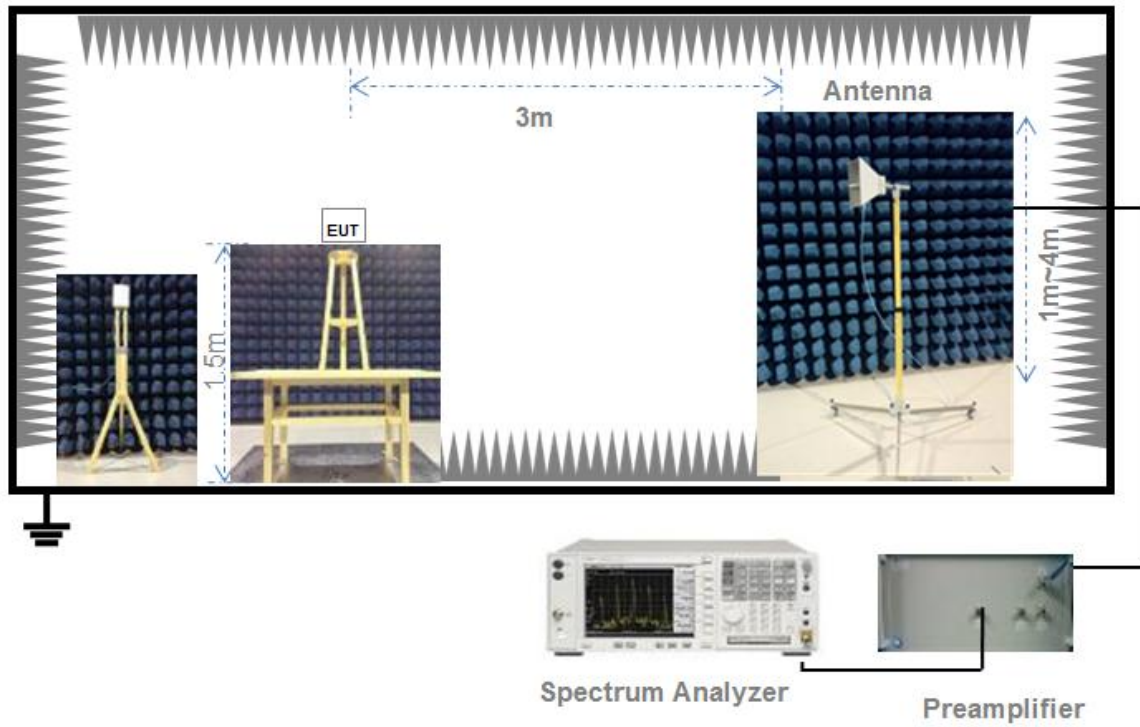 Antenna
3m
EUT
1.5m
1m~4m
Spectrum Analyzer
Preamplifier